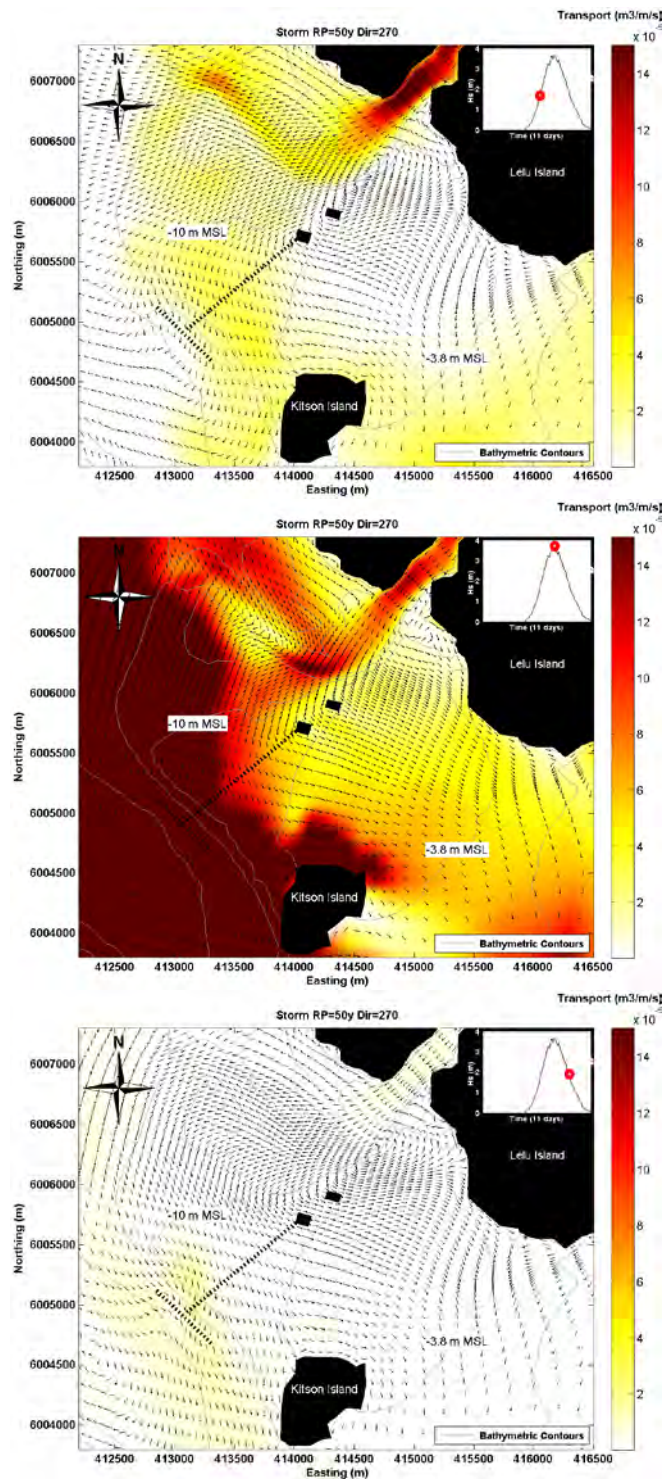 Transport (m3/m/s)
Storm RP=50y Dir=270
N
7000
Hs (m)
Time (11 days)
Lelu Island
-10 m MSL
-3.8 m MSL
Kitson Island
Bathymetric Contours
Northing (m)
6007000
6006500
6006000
6005500
6005000
6004500
6004000
412500 413000 413500 414000 414500 415000 415500 416000 416500
Easting (m)
14
12
10
8
6
4
2
Transport (m3/m/s)
Storm RP=50y Dir=270
N
Hs (m)
Time (11 days)
Lelu Island
-10 m MSL
-3.8 m MSL
Kitson Island
Bathymetric Contours
Northing (m)
6007000
6006500
6006000
6005500
6005000
6004500
6004000
412500 413000 413500 414000 414500 415000 415500 416000 416500
Easting (m)
14
12
10
8
6
4
2
Transport (m3/m/s)
Storm RP=50y Dir=270
N
Hs (m)
Time (11 days)
Lelu Island
-10 m MSL
-3.8 m MSL
Kitson Island
Bathymetric Contours
Northing (m)
6007000
6006500
6006000
6005500
6005000
6004500
6004000
412500 413000 413500 414000 414500 415000 415500 416000 416500
Easting (m)
14
12
10
8
6
4
2